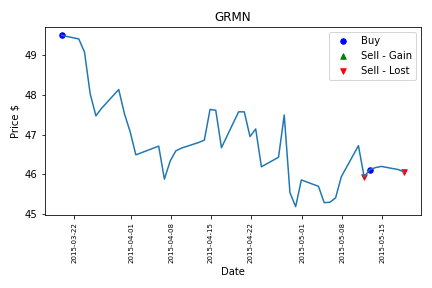 GRMN
Buy
Sell - Gain
Sell - Lost
Price $
49
48
47
46
45
2015-03-22
2015-04-01
2015-04-08
2015-04-15
2015-04-22
2015-05-01
2015-05-08
2015-05-15
Date